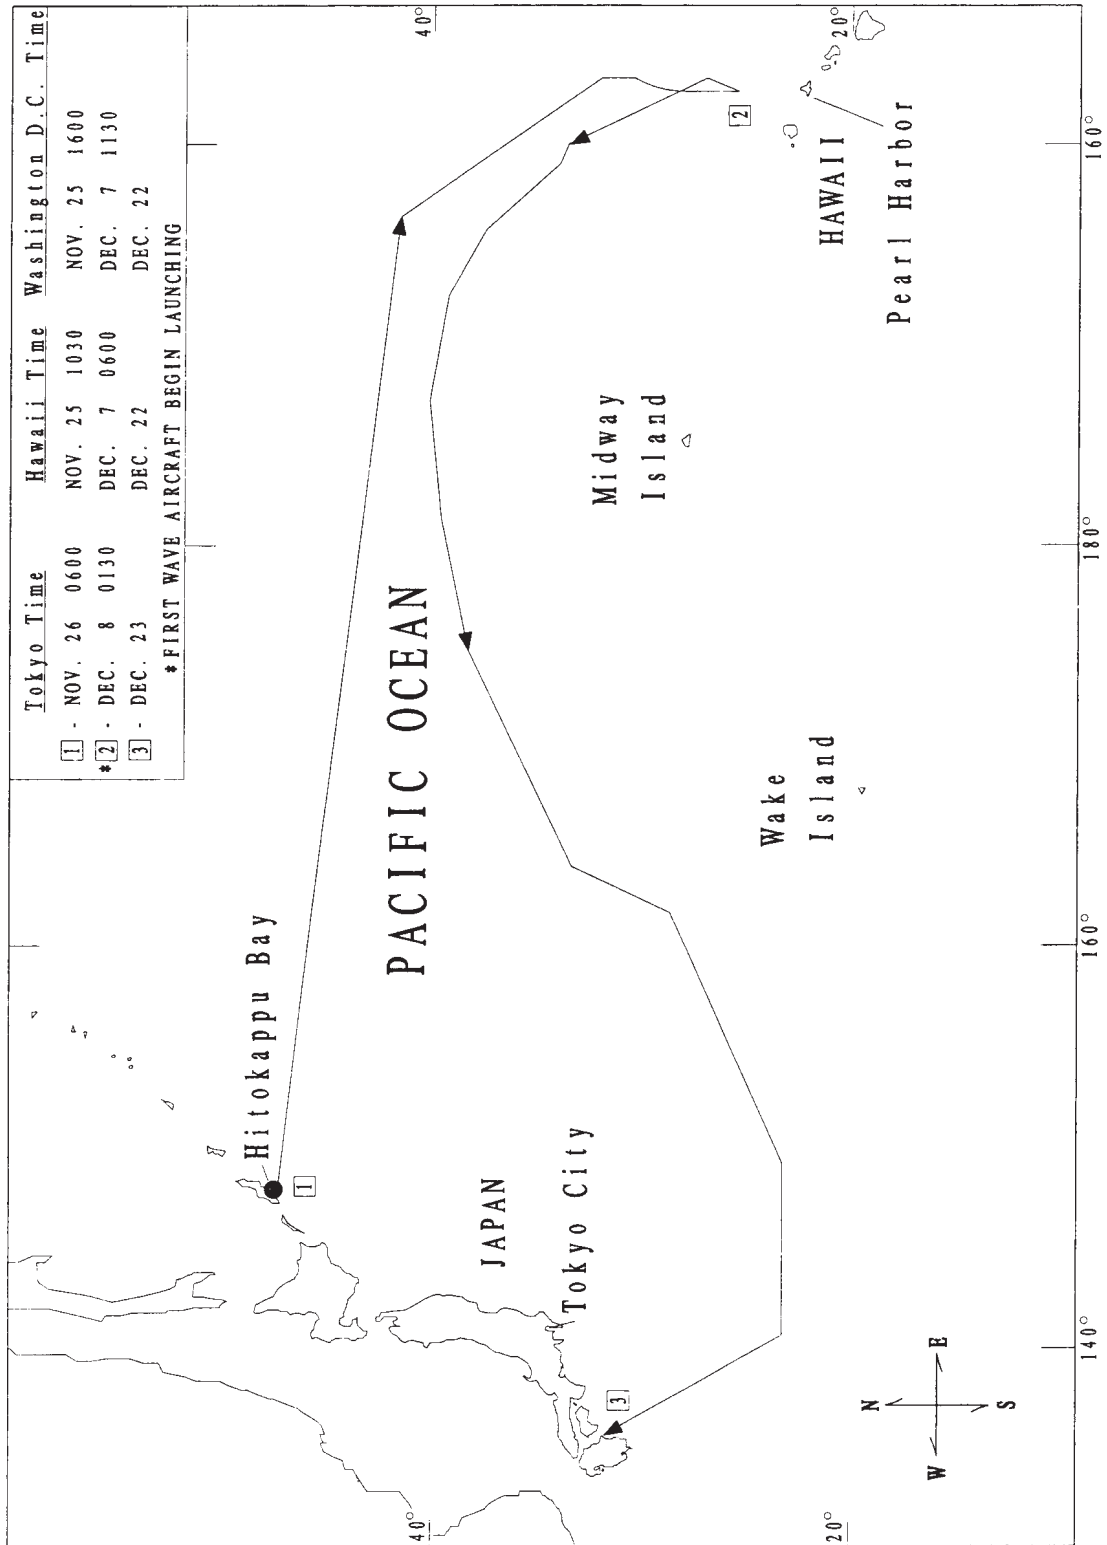 Tokyo Time Hawaii Time Washington D.C. Time
1 - NOV. 26 0600 NOV. 25 1030 NOV. 25 1600
*2 - DEC. 8 0130 DEC. 7 0600 DEC. 7 1130
3 - DEC. 23 DEC. 22 DEC. 22
*FIRST WAVE AIRCRAFT BEGIN LAUNCHING
Hitokappu Bay
1
40°
40°
PACIFIC OCEAN
JAPAN
Tokyo City
3
Midway
Island
2
Wake
Island
HAWAII
Pearl Harbor
20°
20°
N
W E
S
140°
160°
180°
160°